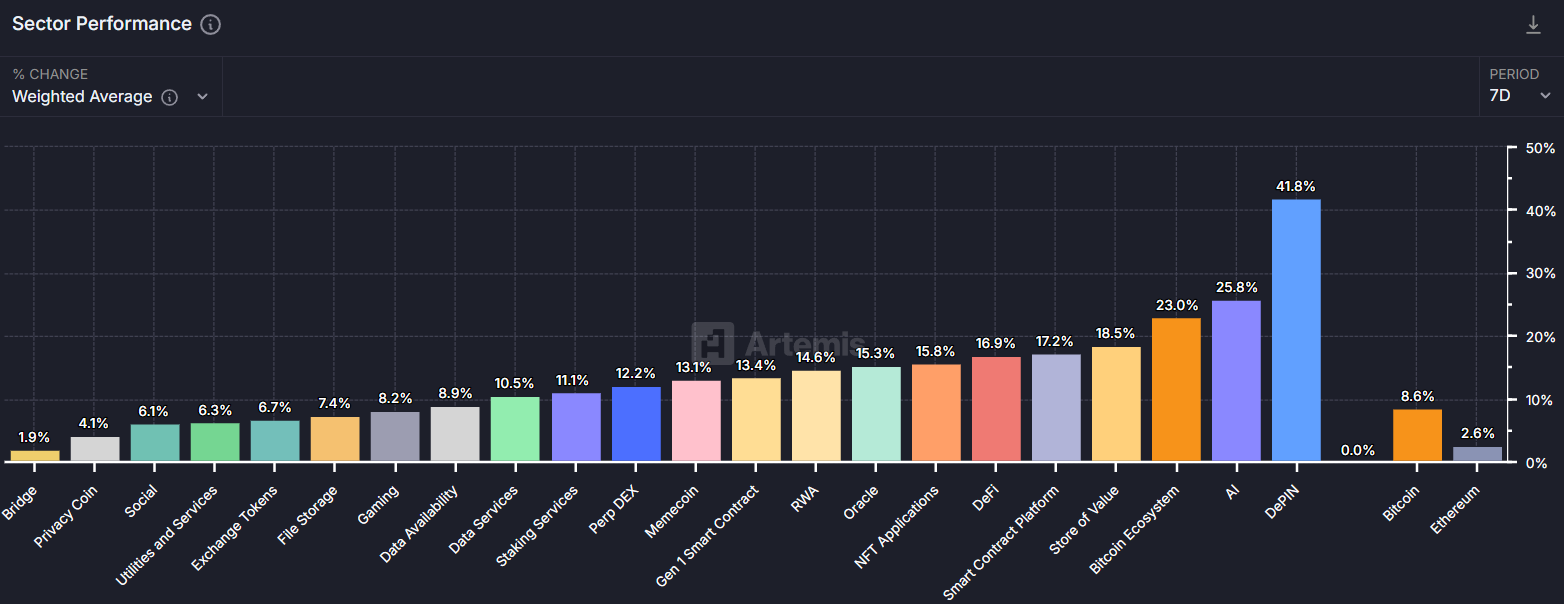 Sector Performance
% CHANGE
Weighted Average
PERIOD
7D
Artemis
50%
40%
30%
20%
10%
0%
1.9%
4.1%
6.1%
6.3%
6.7%
7.4%
8.2%
8.9%
10.5%
11.1%
12.2%
13.1%
13.4%
14.6%
15.3%
15.8%
16.9%
17.2%
18.5%
23.0%
25.8%
41.8%
0.0%
8.6%
2.6%
Bridge
Privacy Coin
Social
Utilities and Services
Exchange Tokens
File Storage
Gaming
Data Availability
Data Services
Staking Services
Perp DEX
Memecoin
Gen 1 Smart Contract
RWA
Oracle
NFT Applications
DeFi
Smart Contract Platform
Store of Value
Bitcoin Ecosystem
AI
DePIN
Bitcoin
Ethereum